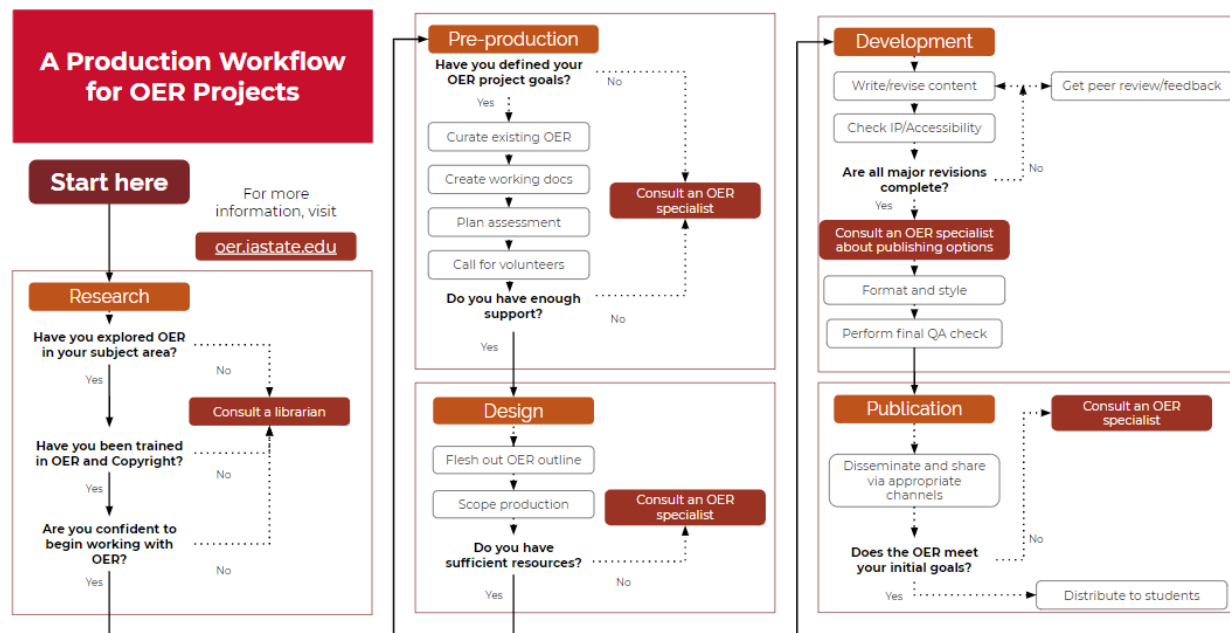 A Production Workflow
for OER Projects
Start here
For more
information, visit
oer.iastate.edu
Research
Have you explored OER
in your subject area?
No
Yes
Consult a librarian
Have you been trained
in OER and Copyright?
No
Yes
Are you confident to
begin working with
OER?
No
Yes
Pre-production
Have you defined your
OER project goals?
No
Yes
Curate existing OER
Create working docs
Consult an OER
specialist
Plan assessment
Call for volunteers
Do you have enough
support?
No
Yes
Design
Flesh out OER outline
Scope production
Consult an OER
specialist
Do you have
sufficient resources?
No
Yes
Development
Write/revise content
Get peer review/feedback
Check IP/Accessibility
Are all major revisions
complete?
No
Yes
Consult an OER specialist
about publishing options
Format and style
Perform final QA check
Publication
Consult an OER
specialist
Disseminate and share
via appropriate
channels
No
Does the OER meet
your initial goals?
Yes
Distribute to students